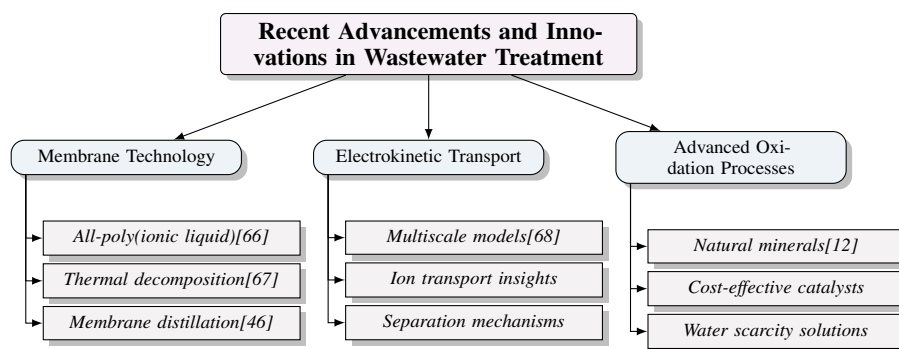 Recent Advancements and Inno-
vations in Wastewater Treatment
Membrane Technology
All-poly(ionic liquid)[66]
Thermal decomposition[67]
Membrane distillation[46]
Electrokinetic Transport
Multiscale models[68]
Ion transport insights
Separation mechanisms
Advanced Oxi-
dation Processes
Natural minerals[12]
Cost-effective catalysts
Water scarcity solutions